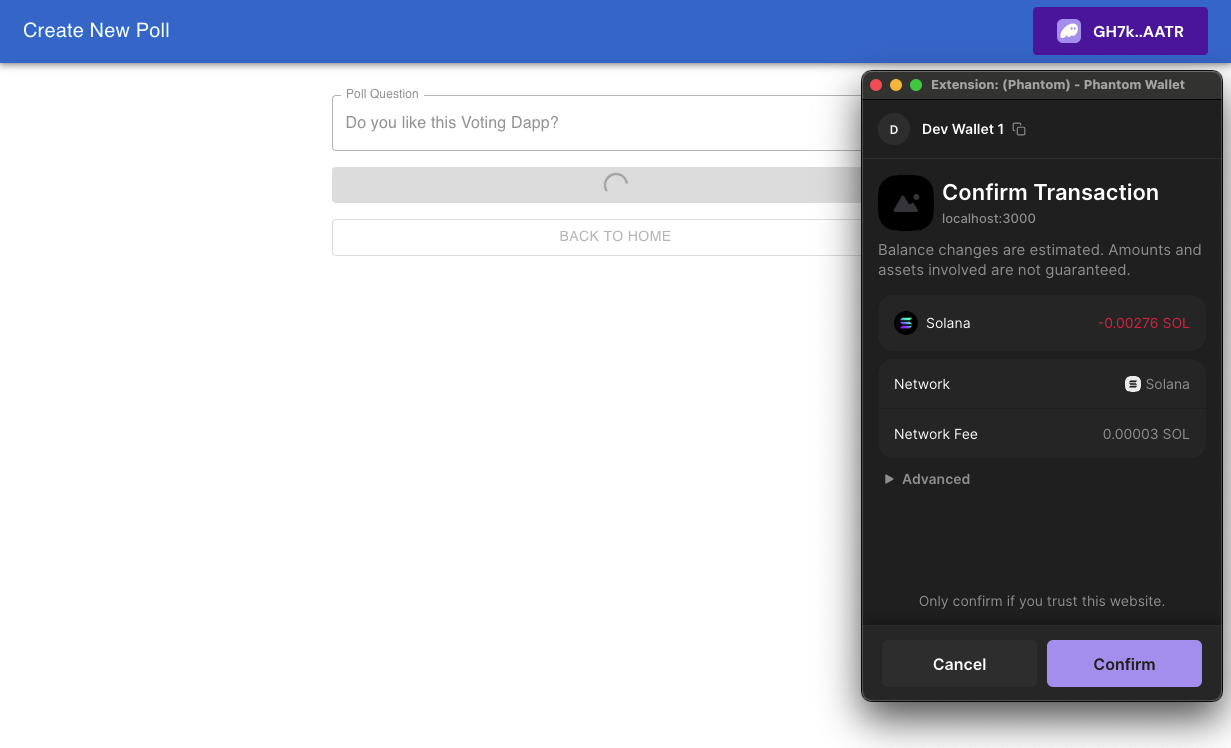 Create New Poll
GH7k..AATR
Poll Question
Do you like this Voting Dapp?
BACK TO HOME
Extension: (Phantom) - Phantom Wallet
D
Dev Wallet 1
Confirm Transaction
localhost:3000
Balance changes are estimated. Amounts and
assets involved are not guaranteed.
Solana -0.00276 SOL
Network Solana
Network Fee 0.00003 SOL
Advanced
Only confirm if you trust this website.
Cancel Confirm